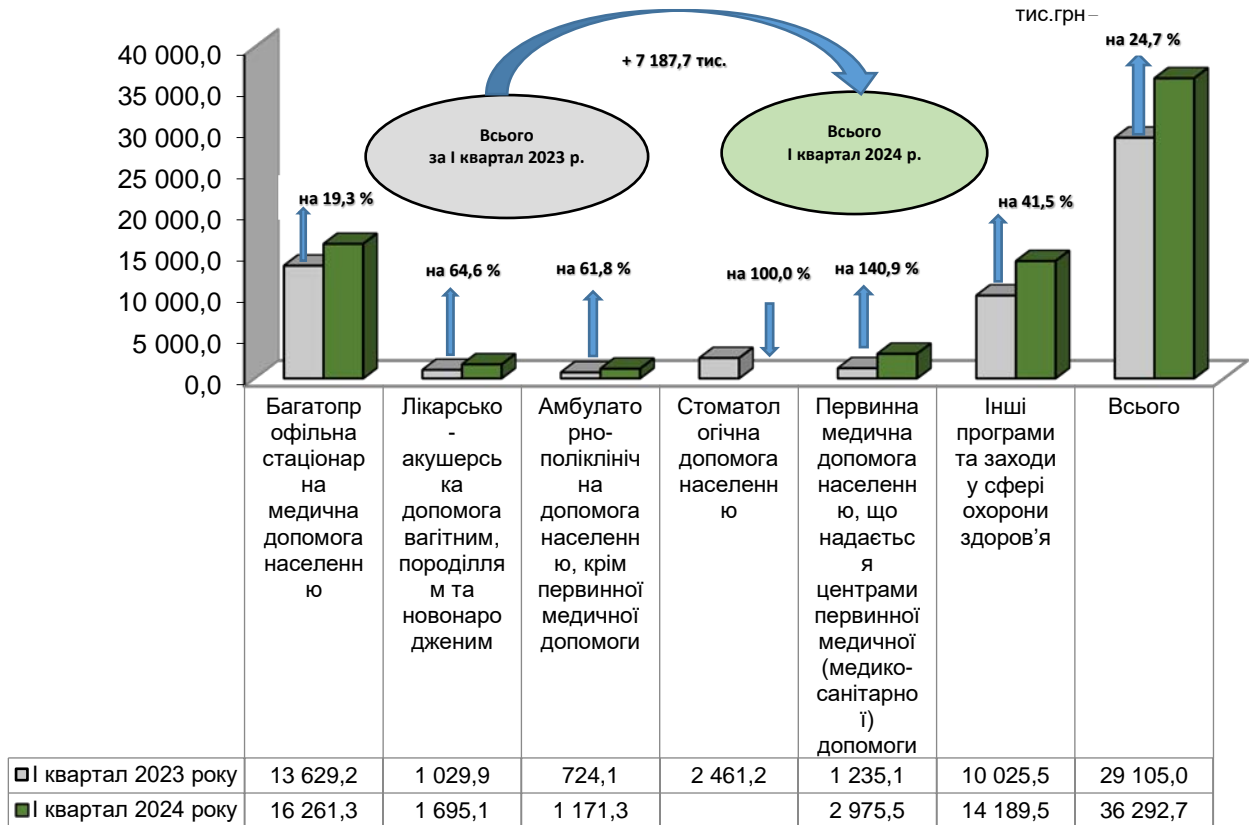 тис.грн
40 000,0
35 000,0
30 000,0
25 000,0
20 000,0
15 000,0
10 000,0
5 000,0
0,0
+ 7 187,7 тис.
Всього
за І квартал 2023 р.
Всього
І квартал 2024 р.
на 19,3 %
на 64,6 %
на 61,8 %
на 100,0 %
на 140,9 %
на 41,5 %
на 24,7 %
Багатопр
офільна
стаціонар
на
медична
допомога
населенн
ю
Лікарсько
-
акушерсь
ка
допомога
вагітним,
породілля
м та
новонаро
дженим
Амбулато
рно-
поліклініч
на
допомога
населенн
ю, крім
первинної
медичної
допомоги
Стоматол
огічна
допомога
населенн
ю
Первинна
медична
допомога
населенн
ю, що
надаєтьс
я
центрами
первинної
медичної
(медико-
санітарно
ї)
допомоги
Інші
програми
та заходи
у сфері
охорони
здоров’я
Всього
І квартал 2023 року 13 629,2 1 029,9 724,1 2 461,2 1 235,1 10 025,5 29 105,0
І квартал 2024 року 16 261,3 1 695,1 1 171,3 2 975,5 14 189,5 36 292,7